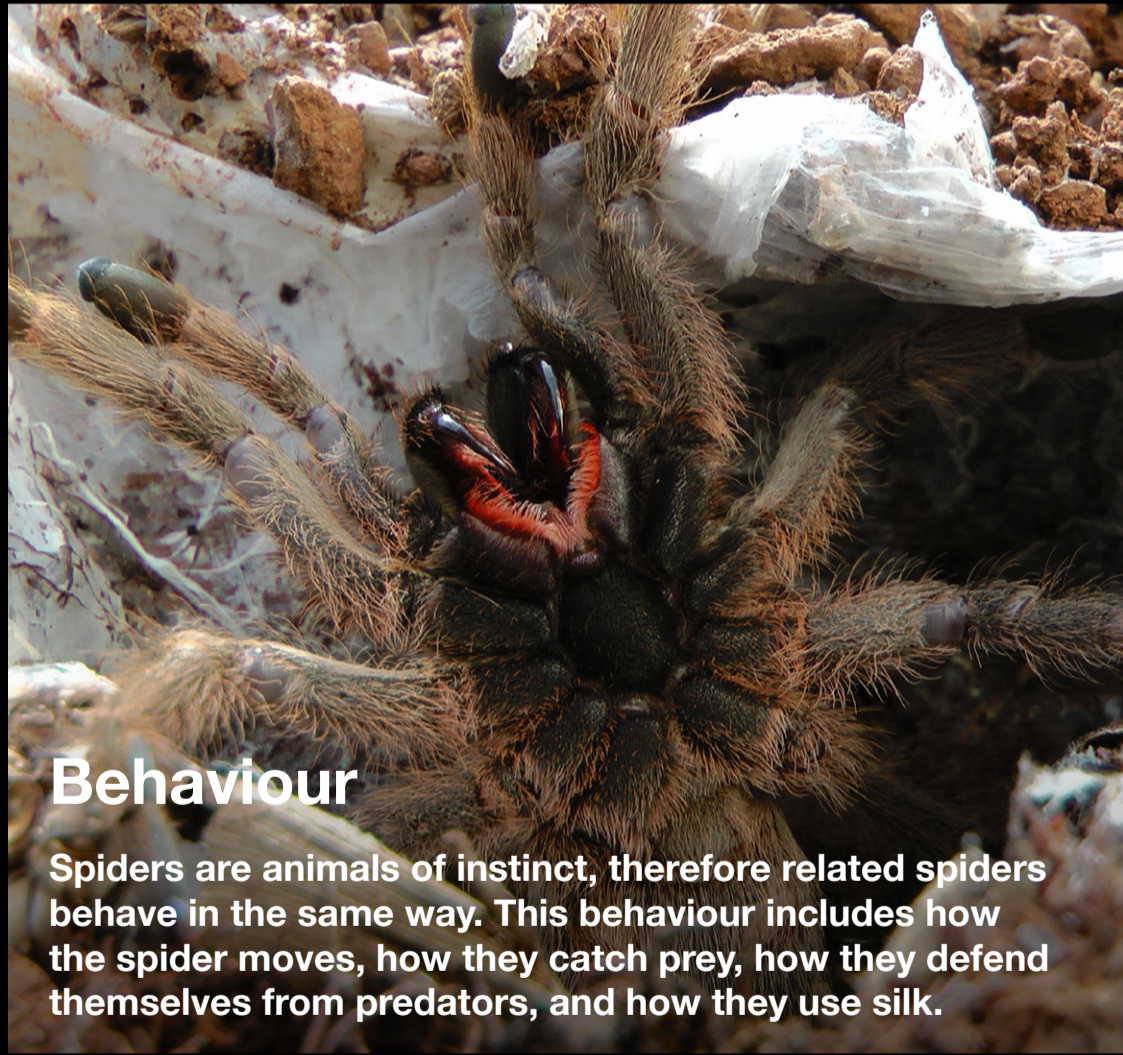 Behaviour
Spiders are animals of instinct, therefore related spiders
behave in the same way. This behaviour includes how
the spider moves, how they catch prey, how they defend
themselves from predators, and how they use silk.